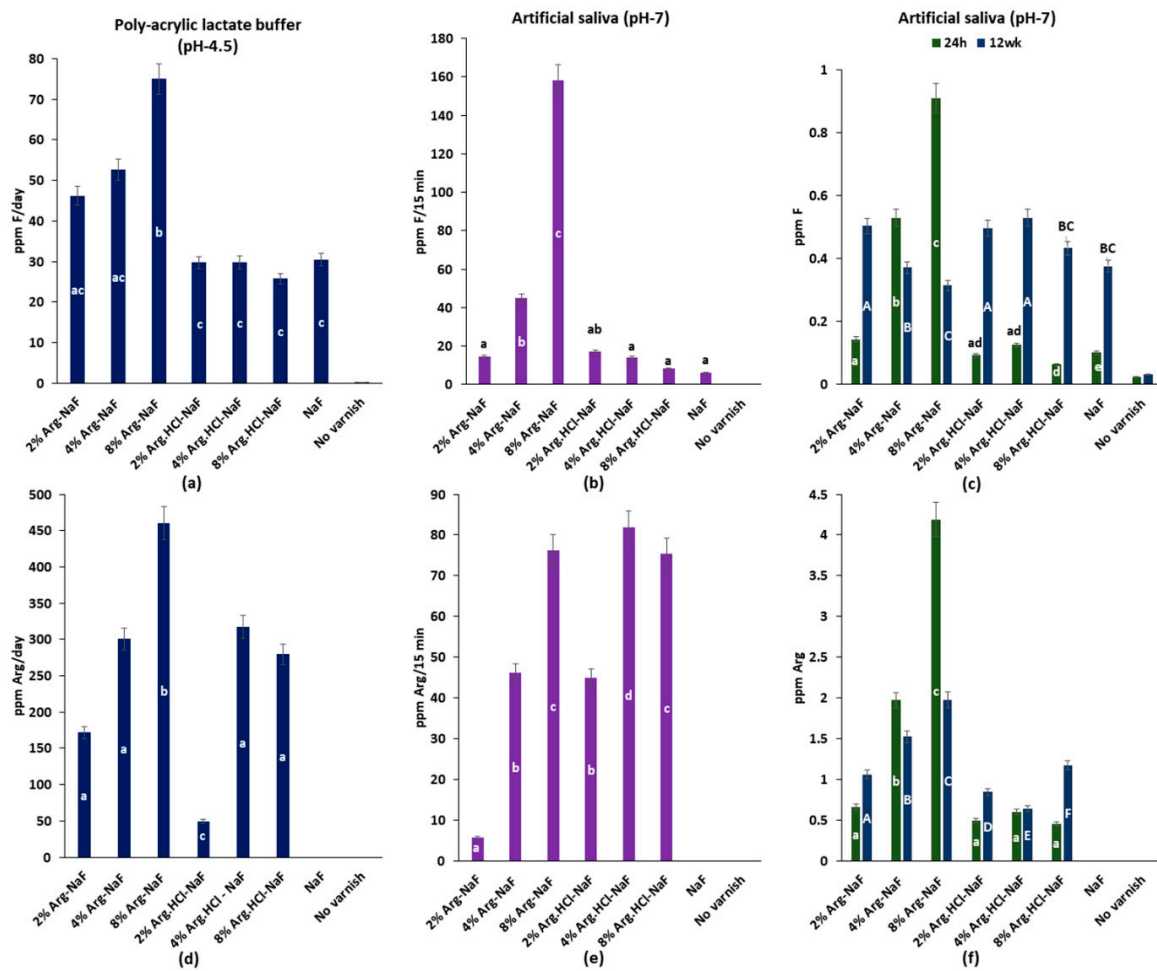 Poly-acrylic lactate buffer
(pH-4.5)
80
70
60
50
40
30
20
10
0
ppm F/day
ac
ac
b
c
c
c
c
2% Arg-NaF
4% Arg-NaF
8% Arg-NaF
2% Arg.HCl-NaF
4% Arg.HCl-NaF
8% Arg.HCl-NaF
NaF
No varnish
(a)
Artificial saliva (pH-7)
180
160
140
120
100
80
60
40
20
0
ppm F/15 min
a
b
c
ab
a
a
a
2% Arg-NaF
4% Arg-NaF
8% Arg-NaF
2% Arg.HCl-NaF
4% Arg.HCl-NaF
8% Arg.HCl-NaF
NaF
No varnish
(b)
Artificial saliva (pH-7)
24h 12wk
1
0.8
0.6
0.4
0.2
0
ppm F
a
A
b
B
c
C
ad
A
ad
A
d
BC
e
BC
2% Arg-NaF
4% Arg-NaF
8% Arg-NaF
2% Arg.HCl-NaF
4% Arg.HCl-NaF
8% Arg.HCl-NaF
NaF
No varnish
(c)
500
450
400
350
300
250
200
150
100
50
0
ppm Arg/day
a
a
b
c
a
a
2% Arg-NaF
4% Arg-NaF
8% Arg-NaF
2% Arg.HCl-NaF
4% Arg.HCl - NaF
8% Arg.HCl-NaF
NaF
No varnish
(d)
90
80
70
60
50
40
30
20
10
0
ppm Arg/15 min
a
b
c
b
d
c
2% Arg-NaF
4% Arg-NaF
8% Arg-NaF
2% Arg.HCl-NaF
4% Arg.HCl-NaF
8% Arg.HCl-NaF
NaF
No varnish
(e)
4.5
4
3.5
3
2.5
2
1.5
1
0.5
0
ppm Arg
a
A
b
B
c
C
a
D
a
E
a
F
2% Arg-NaF
4% Arg-NaF
8% Arg-NaF
2% Arg.HCl-NaF
4% Arg.HCl-NaF
8% Arg.HCl-NaF
NaF
No varnish
(f)